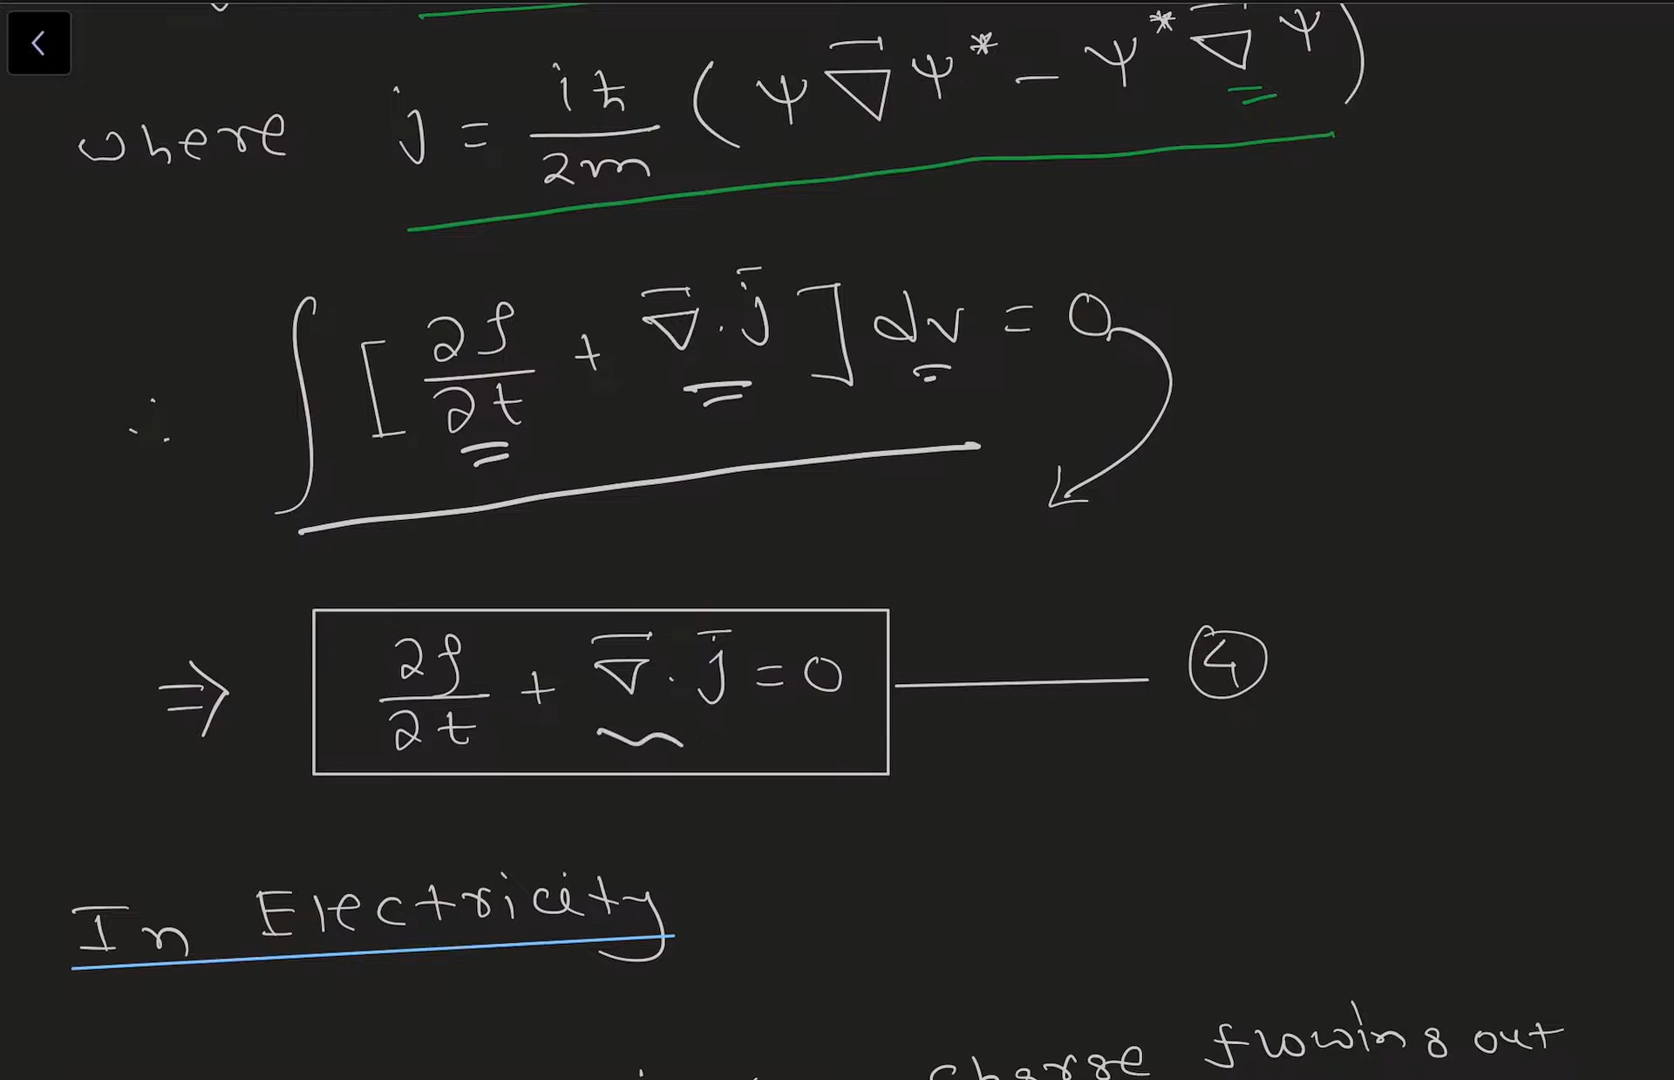 where j = iħ/2m (ψ ∇̅ ψ* − ψ* ∇̅ ψ)
∴ ∫ [∂ρ/∂t + ∇̅ . j̅] dv = 0
⇒ ∂ρ/∂t + ∇̅ . j̅ = 0 ——— ④
In Electricity
charge flowing out